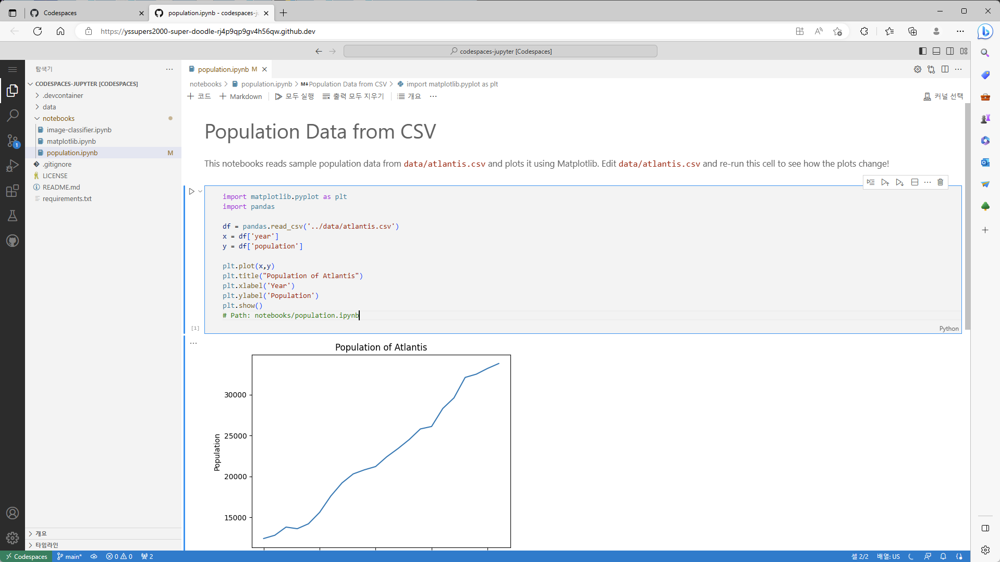 Codespaces
population.ipynb - codespaces-ju
https://yssupers2000-super-doodle-rj4p9qp9gv4h56qw.github.dev
codespaces-jupyter [Codespaces]
탐색기
CODESPACES-JUPYTER [CODESPACES]
.devcontainer
data
notebooks
image-classifier.ipynb
matplotlib.ipynb
population.ipynb M
.gitignore
LICENSE
README.md
requirements.txt
개요
타임라인
population.ipynb M
notebooks > population.ipynb > M↓Population Data from CSV > import matplotlib.pyplot as plt
+ 코드 + Markdown 모두 실행 출력 모두 지우기 개요 ...
커널 선택
Population Data from CSV
This notebooks reads sample population data from data/atlantis.csv and plots it using Matplotlib. Edit data/atlantis.csv and re-run this cell to see how the plots change!
import matplotlib.pyplot as plt
import pandas
df = pandas.read_csv('../data/atlantis.csv')
x = df['year']
y = df['population']
plt.plot(x,y)
plt.title("Population of Atlantis")
plt.xlabel('Year')
plt.ylabel('Population')
plt.show()
# Path: notebooks/population.ipynb
[1]
Python
Population of Atlantis
30000
25000
20000
15000
Population
Codespaces main* 0 0 2
셀 2/2 배열: US
1